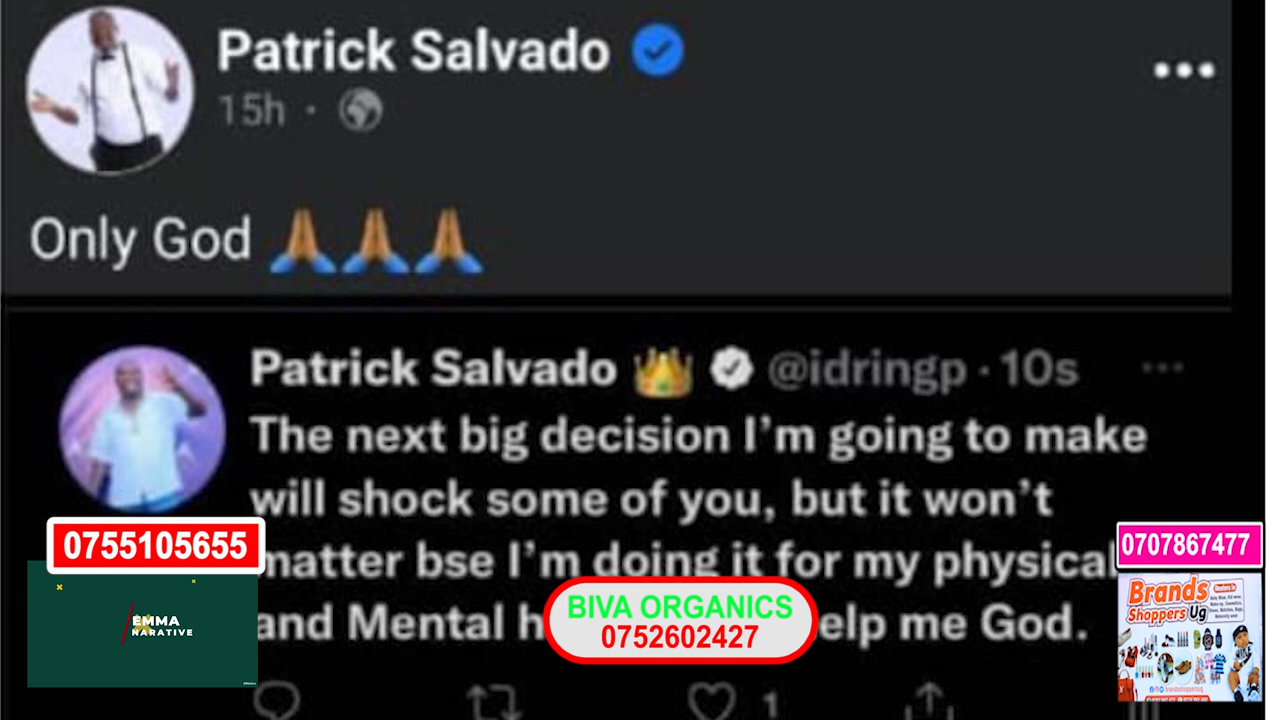 Patrick Salvado
15h ·
Only God 🙏🏽🙏🏽🙏🏽
Patrick Salvado 👑 @idringp · 10s
The next big decision I'm going to make
will shock some of you, but it won't
matter bse I'm doing it for my physical
and Mental h
elp me God.
1
0755105655
EMMA
NARATIVE
BIVA ORGANICS
0752602427
0707867477
Brands
Shoppers Ug